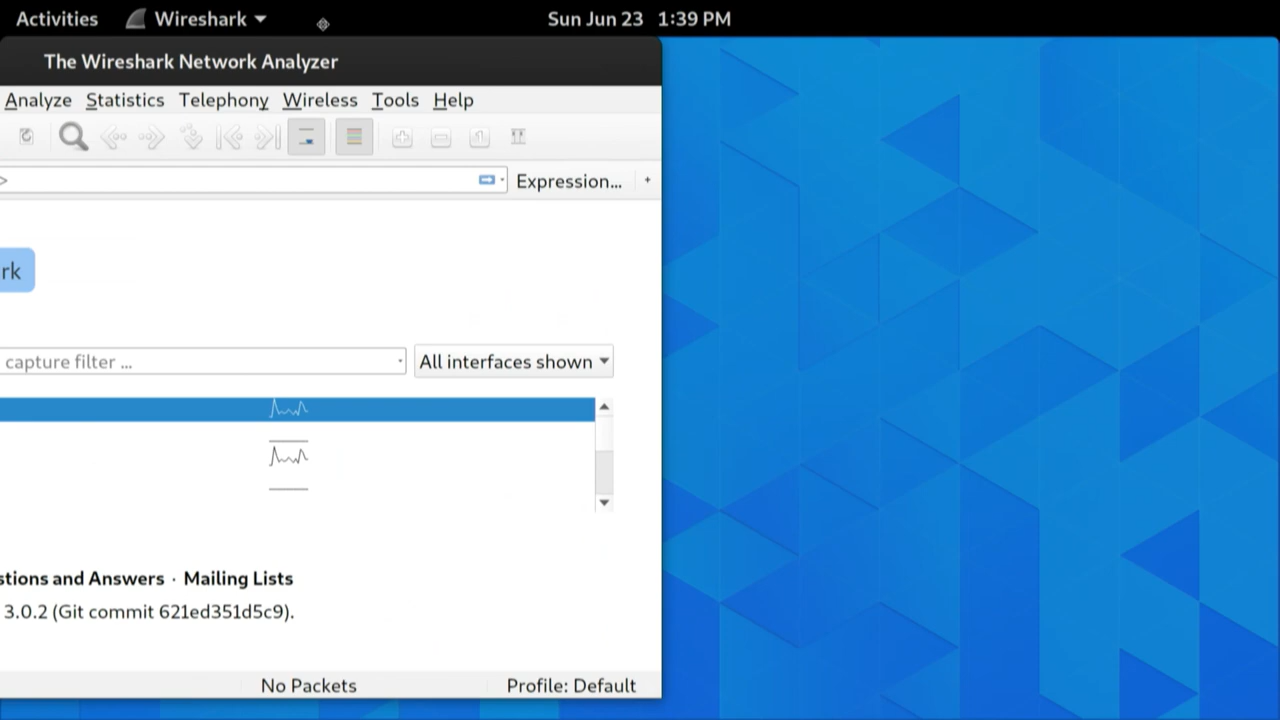 Activities Wireshark Sun Jun 23 1:39 PM
The Wireshark Network Analyzer
Analyze Statistics Telephony Wireless Tools Help
> Expression... +
rk
capture filter ... All interfaces shown
stions and Answers · Mailing Lists
3.0.2 (Git commit 621ed351d5c9).
No Packets Profile: Default